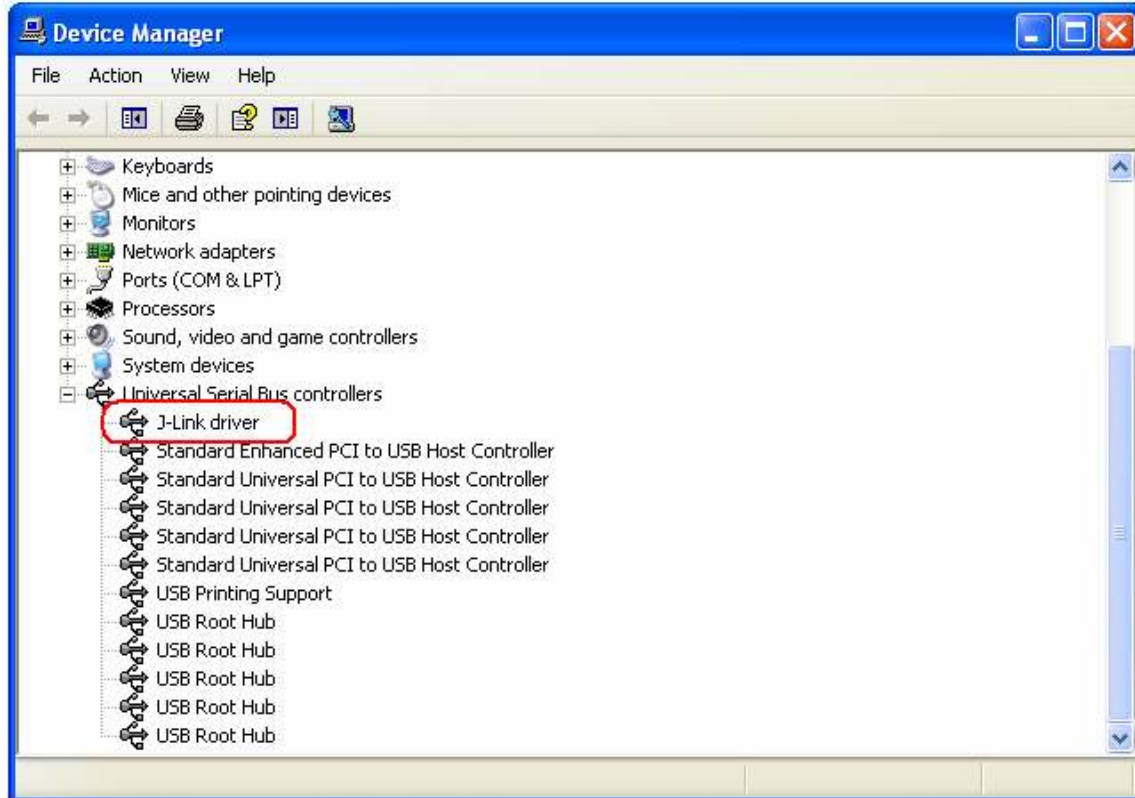 Device Manager
File Action View Help
Keyboards
Mice and other pointing devices
Monitors
Network adapters
Ports (COM & LPT)
Processors
Sound, video and game controllers
System devices
Universal Serial Bus controllers
J-Link driver
Standard Enhanced PCI to USB Host Controller
Standard Universal PCI to USB Host Controller
Standard Universal PCI to USB Host Controller
Standard Universal PCI to USB Host Controller
Standard Universal PCI to USB Host Controller
USB Printing Support
USB Root Hub
USB Root Hub
USB Root Hub
USB Root Hub
USB Root Hub